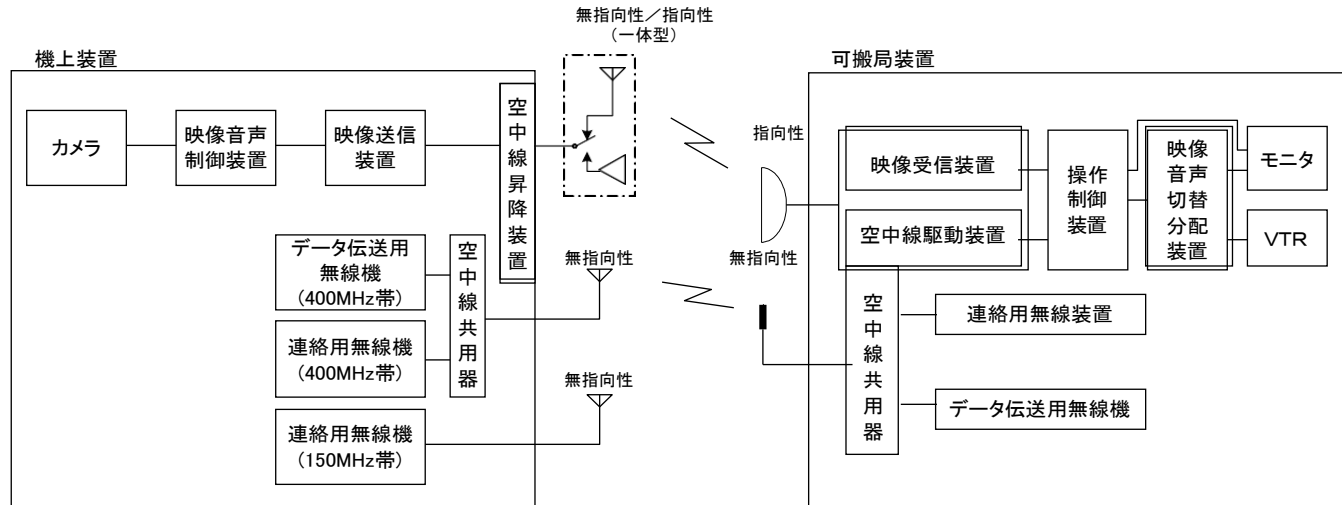 無指向性／指向性
（一体型）
機上装置
カメラ
映像音声
制御装置
映像送信
装置
空中線昇降装置
データ伝送用
無線機
(400MHz帯)
連絡用無線機
(400MHz帯)
空中線共用器
連絡用無線機
(150MHz帯)
無指向性
無指向性
可搬局装置
指向性
無指向性
映像受信装置
空中線駆動装置
操作
制御
装置
映像
音声
切替
分配
装置
モニタ
VTR
空中線共用器
連絡用無線装置
データ伝送用無線機